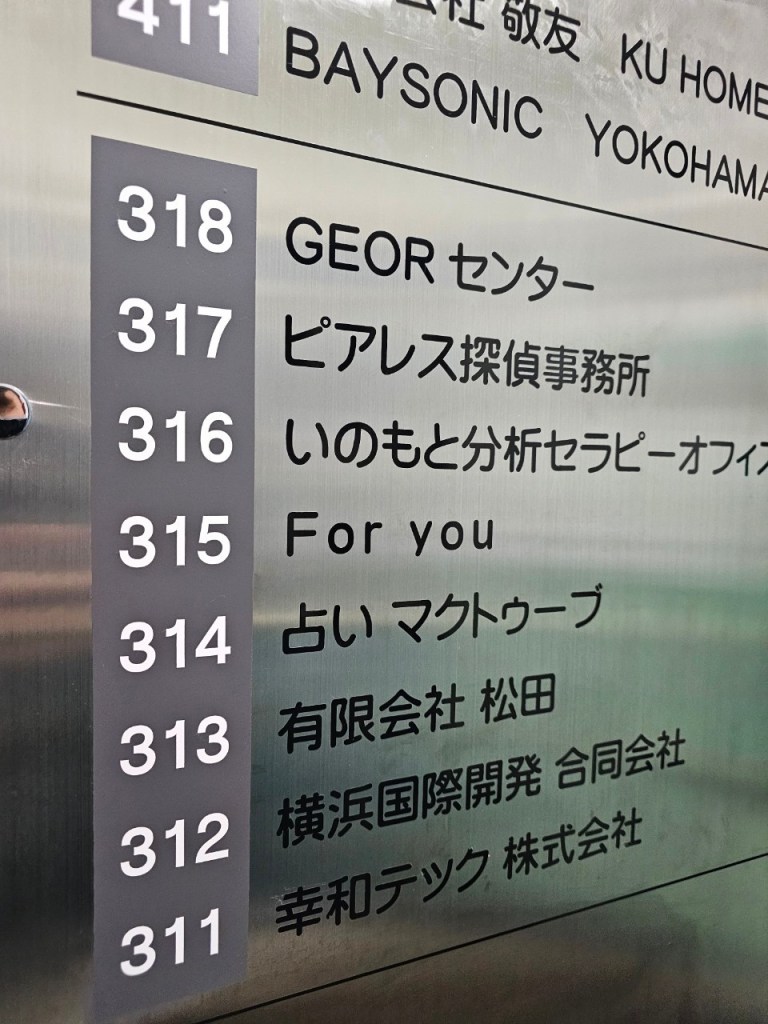 会社 敬友 KU HOME
411 BAYSONIC YOKOHAMA
318 GEOR センター
317 ピアレス探偵事務所
316 いのもと分析セラピーオフィス
315 For you
314 占い マクトゥーブ
313 有限会社 松田
312 横浜国際開発 合同会社
311 幸和テック 株式会社